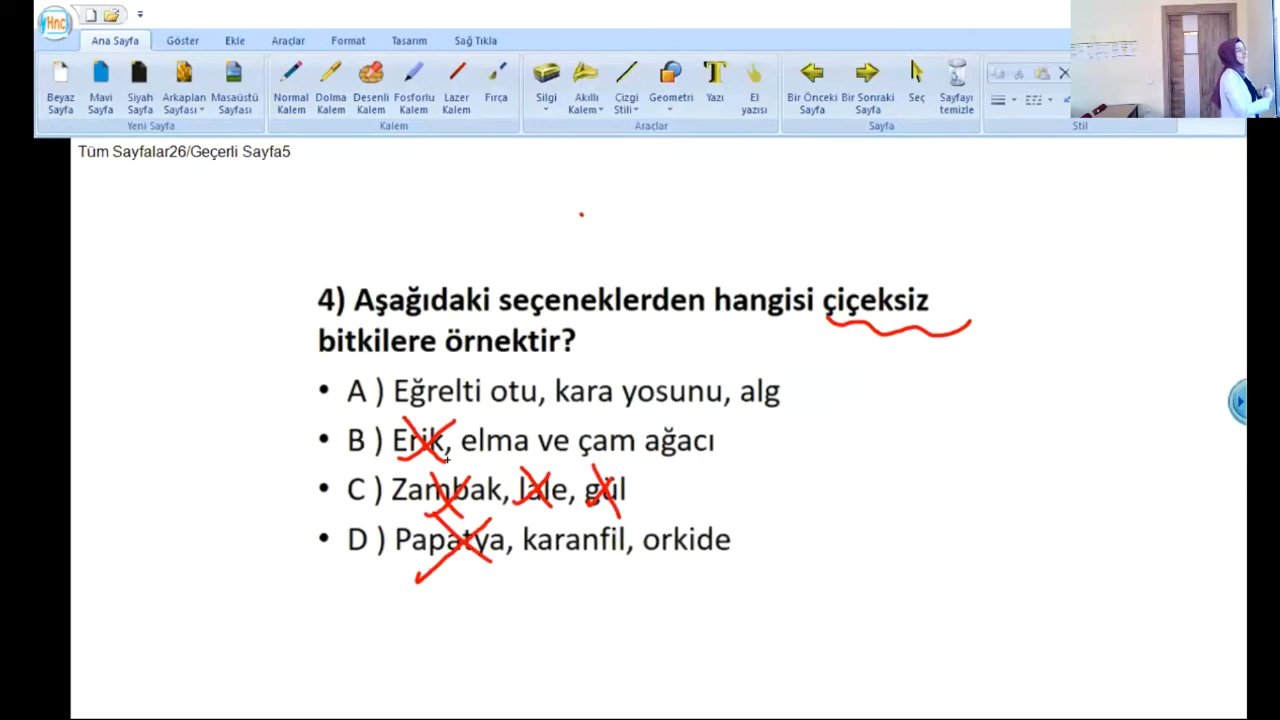 Hnc
Ana Sayfa Göster Ekle Araçlar Format Tasarım Sağ Tıkla
Beyaz Sayfa Mavi Sayfa Siyah Sayfa Arkaplan Sayfası Masaüstü Sayfası
Yeni Sayfa
Normal Kalem Dolma Kalem Desenli Kalem Fosforlu Kalem Lazer Kalem Fırça
Kalem
Silgi Akıllı Kalem Çizgi Stili Geometri Yazı El yazısı
Araçlar
Bir Önceki Sayfa Bir Sonraki Sayfa Seç Sayfayı temizle
Sayfa
Stil
Tüm Sayfalar26/Geçerli Sayfa5
4) Aşağıdaki seçeneklerden hangisi çiçeksiz
bitkilere örnektir?
• A ) Eğrelti otu, kara yosunu, alg
• B ) Erik, elma ve çam ağacı
• C ) Zambak, lale, gül
• D ) Papatya, karanfil, orkide